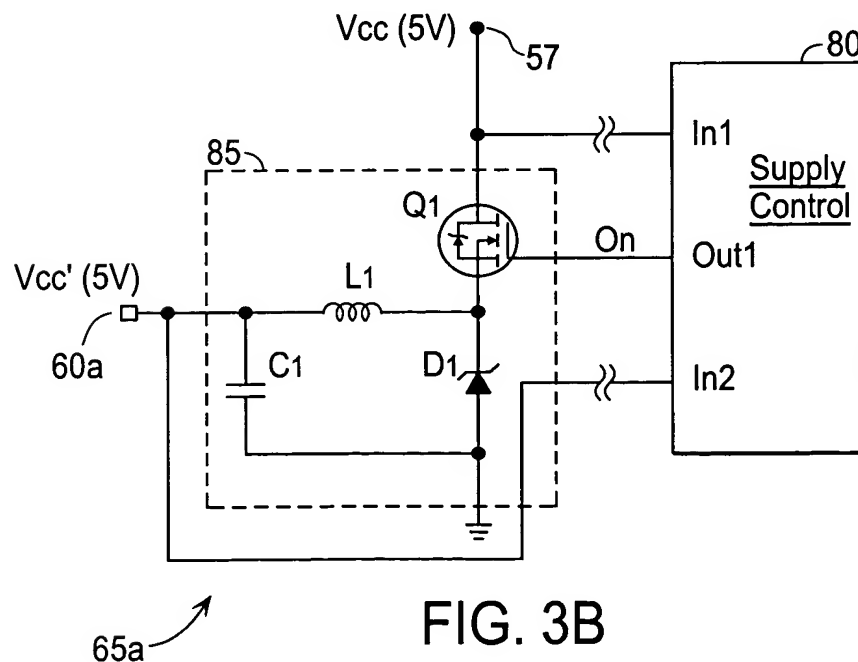 Vcc (5V)
57
80
In1
85
Supply
Control
Q1
On
Out1
Vcc' (5V)
L1
60a
C1
D1
In2
65a
FIG. 3B